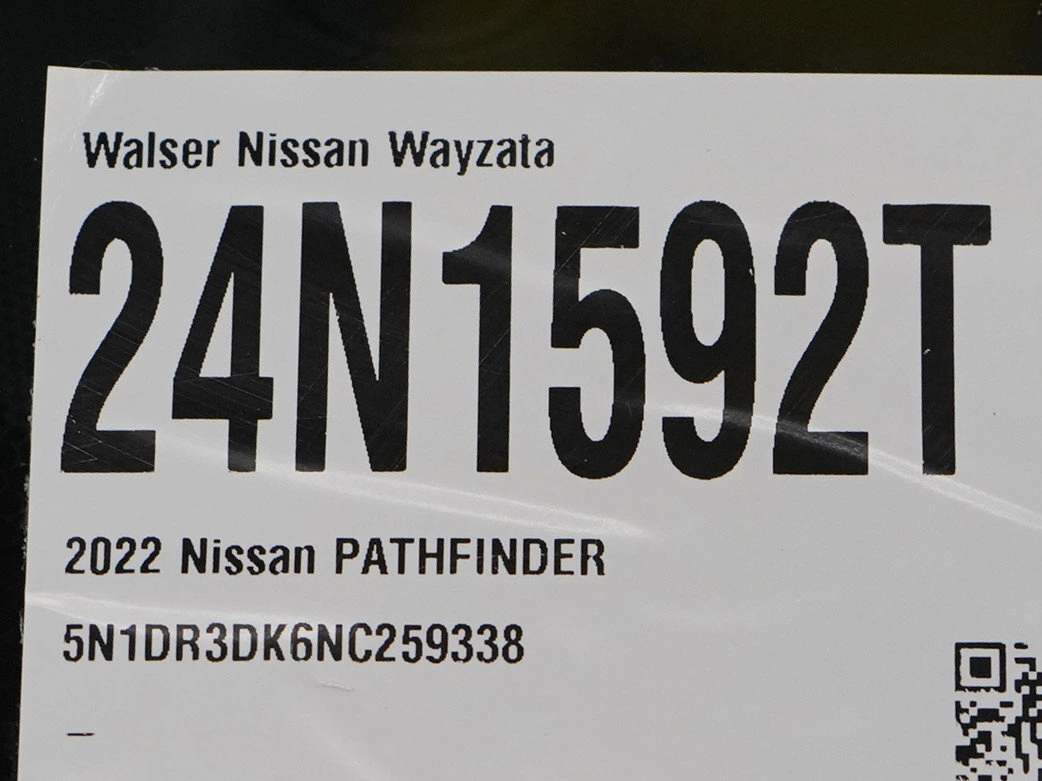 Walser Nissan Wayzata
24N1592T
2022 Nissan PATHFINDER
5N1DR3DK6NC259338
_